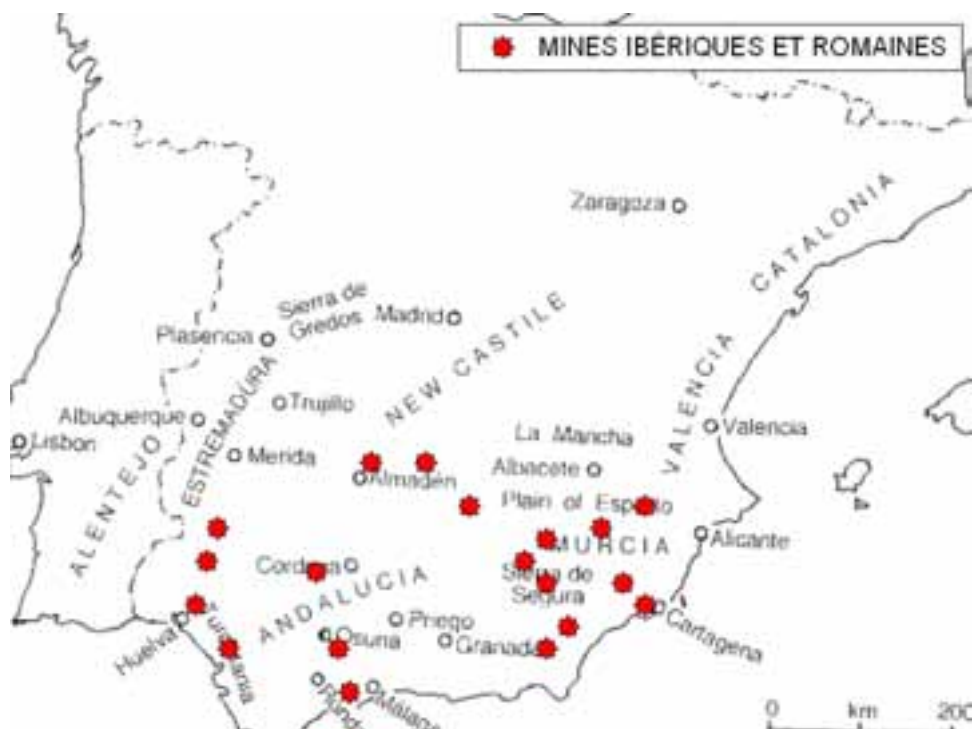 MINES IBÉRIQUES ET ROMAINES
Zaragoza
CATALONIA
Sierra de
Gredos
Madrid
Plasencia
NEW CASTILE
ESTREMADURA
Trujillo
VALENCIA
Albuquerque
Valencia
La Mancha
Lisbon
Merida
Albacete
Almadén
ALENTEJO
Plain of
Alicante
MURCIA
Cordoba
Sierra de
Segura
ANDALUCIA
Priego
Cartagena
Huelva
Osuna
Granada
0 km 200